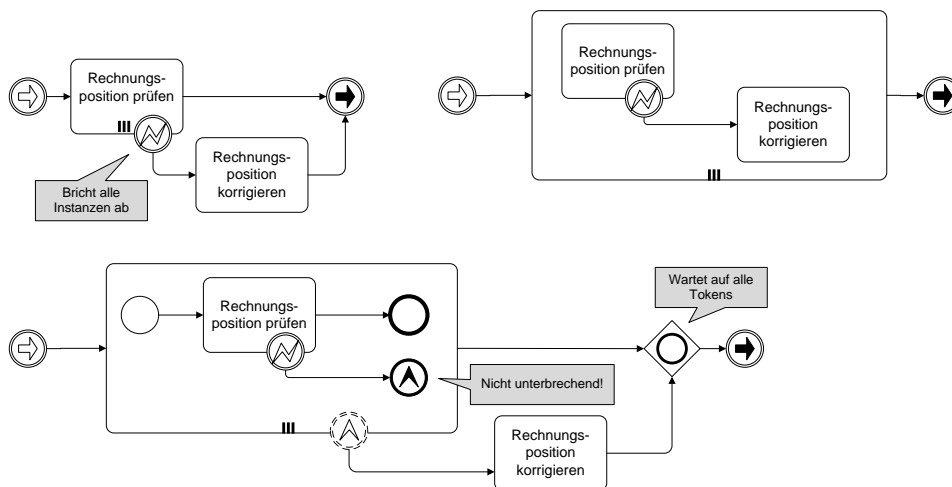 Rechnungs-
position prüfen
Rechnungs-
position
korrigieren
Bricht alle
Instanzen ab
Rechnungs-
position prüfen
Rechnungs-
position
korrigieren
Rechnungs-
position prüfen
Nicht unterbrechend!
Rechnungs-
position
korrigieren
Wartet auf alle
Tokens